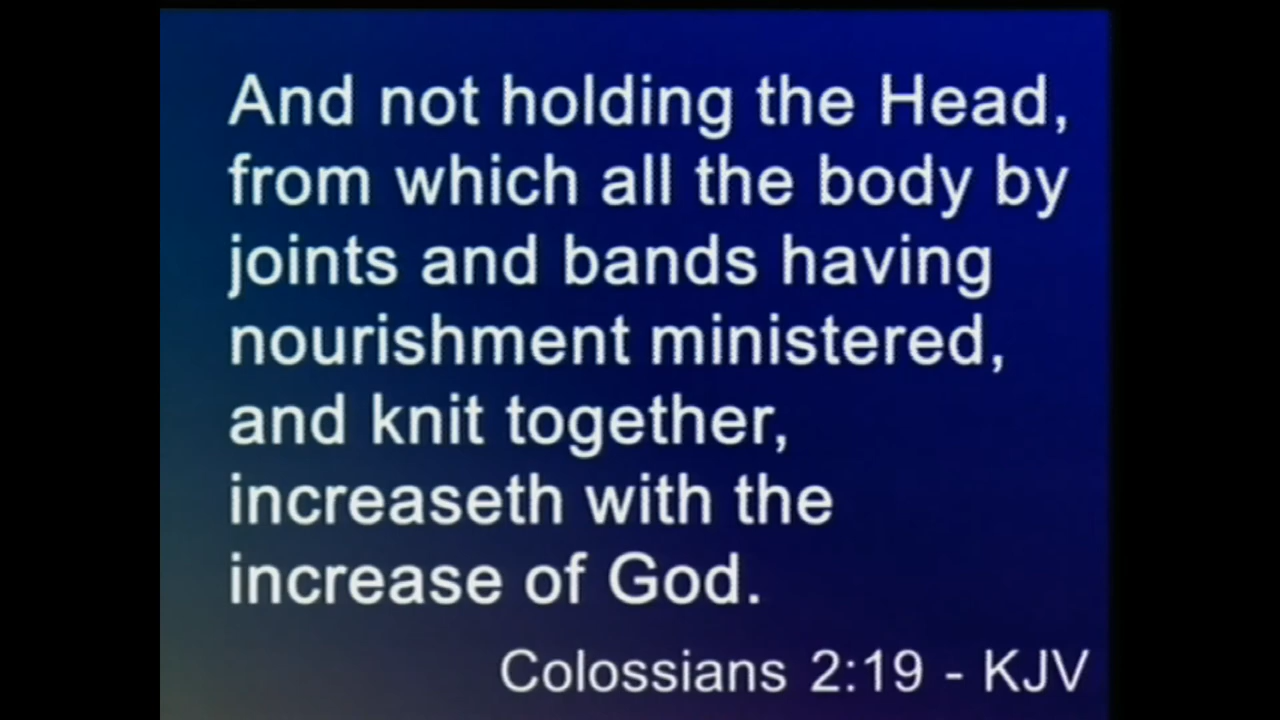 And not holding the Head,
from which all the body by
joints and bands having
nourishment ministered,
and knit together,
increaseth with the
increase of God.
Colossians 2:19 - KJV